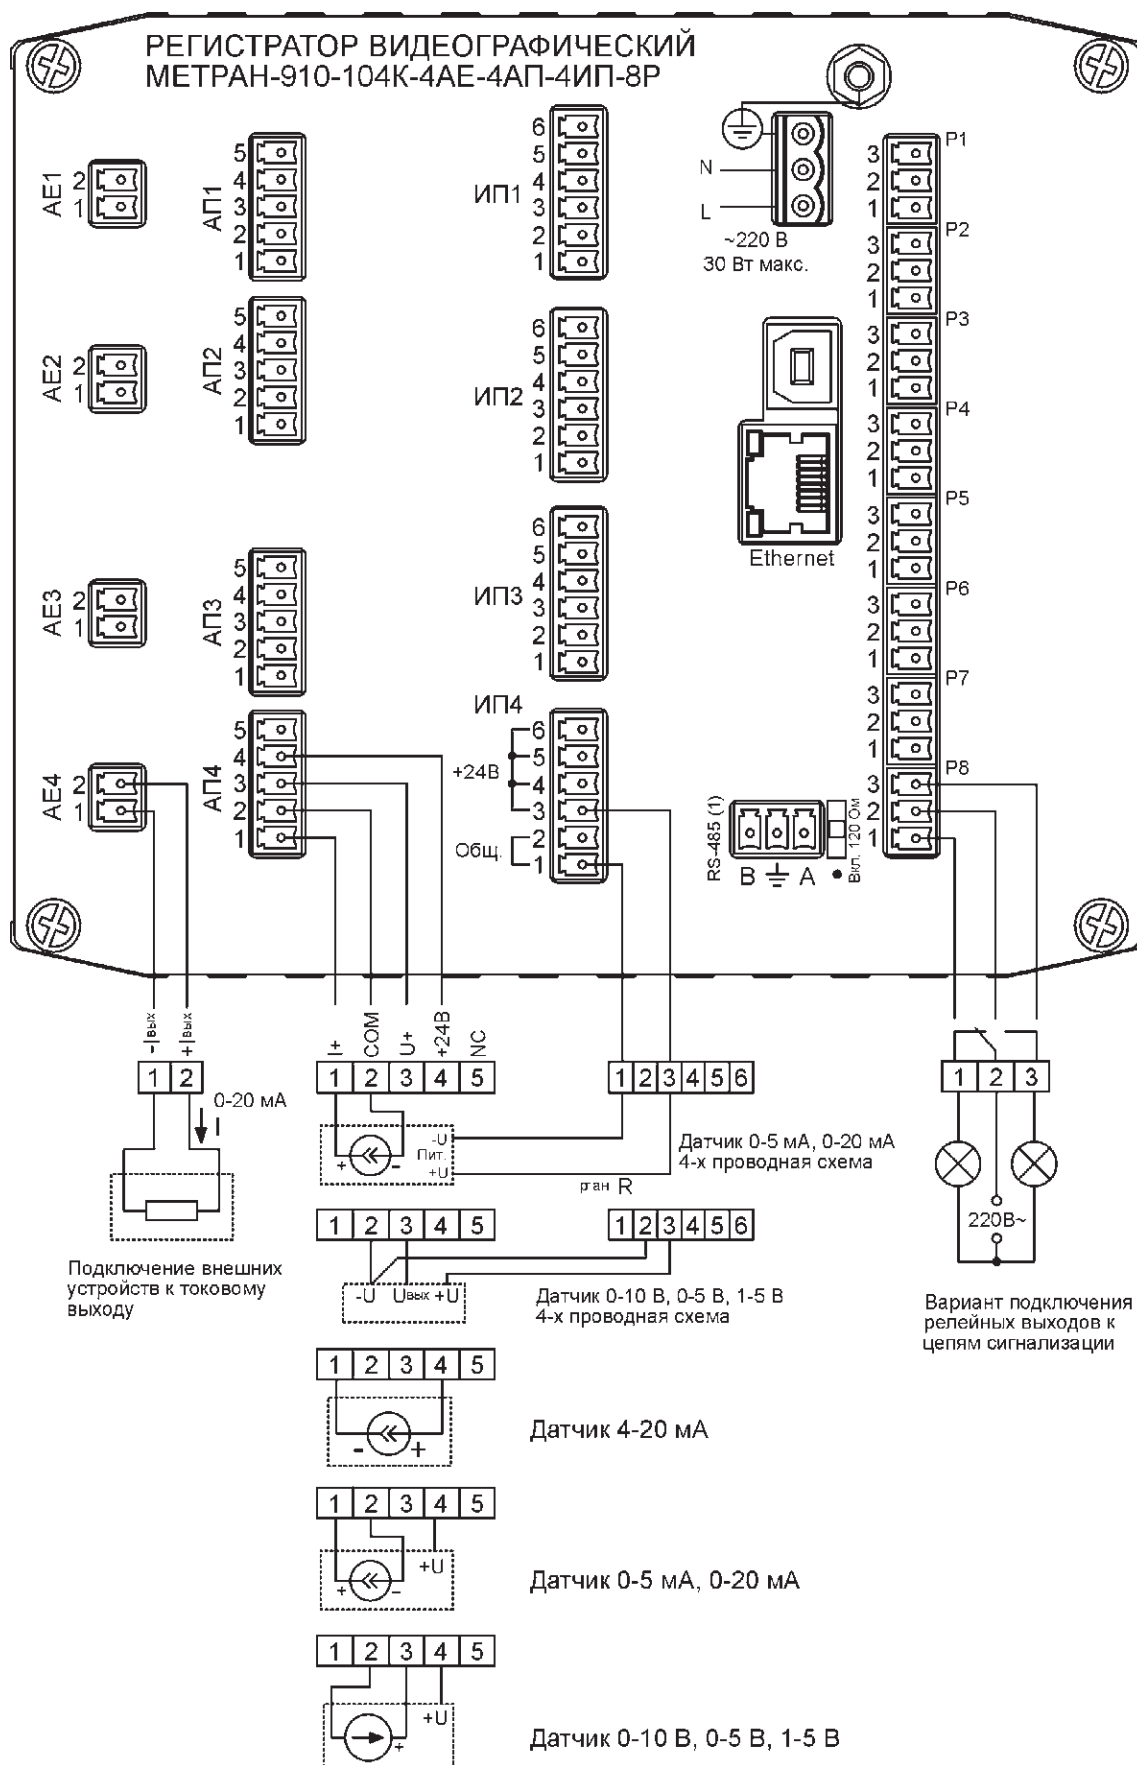 РЕГИСТРАТОР ВИДЕОГРАФИЧЕСКИЙ
МЕТРАН-910-104К-4АЕ-4АП-4ИП-8Р
АЕ1
2
1
АП1
5
4
3
2
1
ИП1
6
5
4
3
2
1
N
L
~220 В
30 Вт макс.
P1
3
2
1
P2
3
2
1
АЕ2
2
1
АП2
5
4
3
2
1
ИП2
6
5
4
3
2
1
Ethernet
P3
3
2
1
P4
3
2
1
P5
3
2
1
АЕ3
2
1
АП3
5
4
3
2
1
ИП3
6
5
4
3
2
1
P6
3
2
1
P7
3
2
1
АЕ4
2
1
АП4
5
4
3
2
1
ИП4
6
5
4
3
2
1
+24В
Общ.
RS-485 (1)
B
A
Вкл. 120 Ом
P8
3
2
1
-Iвых
+Iвых
I+
COM
U+
+24В
NC
1 2
0-20 мА
I
1 2 3 4 5
1 2 3 4 5 6
1 2 3
+
-
-U
Пит.
+U
Датчик 0-5 мА, 0-20 мА
4-х проводная схема
R
220В~
1 2 3 4 5
1 2 3 4 5 6
-U Uвых +U
Датчик 0-10 В, 0-5 В, 1-5 В
4-х проводная схема
Подключение внешних
устройств к токовому
выходу
Вариант подключения
релейных выходов к
цепям сигнализации
1 2 3 4 5
- +
Датчик 4-20 мА
1 2 3 4 5
+ - +U
Датчик 0-5 мА, 0-20 мА
1 2 3 4 5
+ +U
Датчик 0-10 В, 0-5 В, 1-5 В